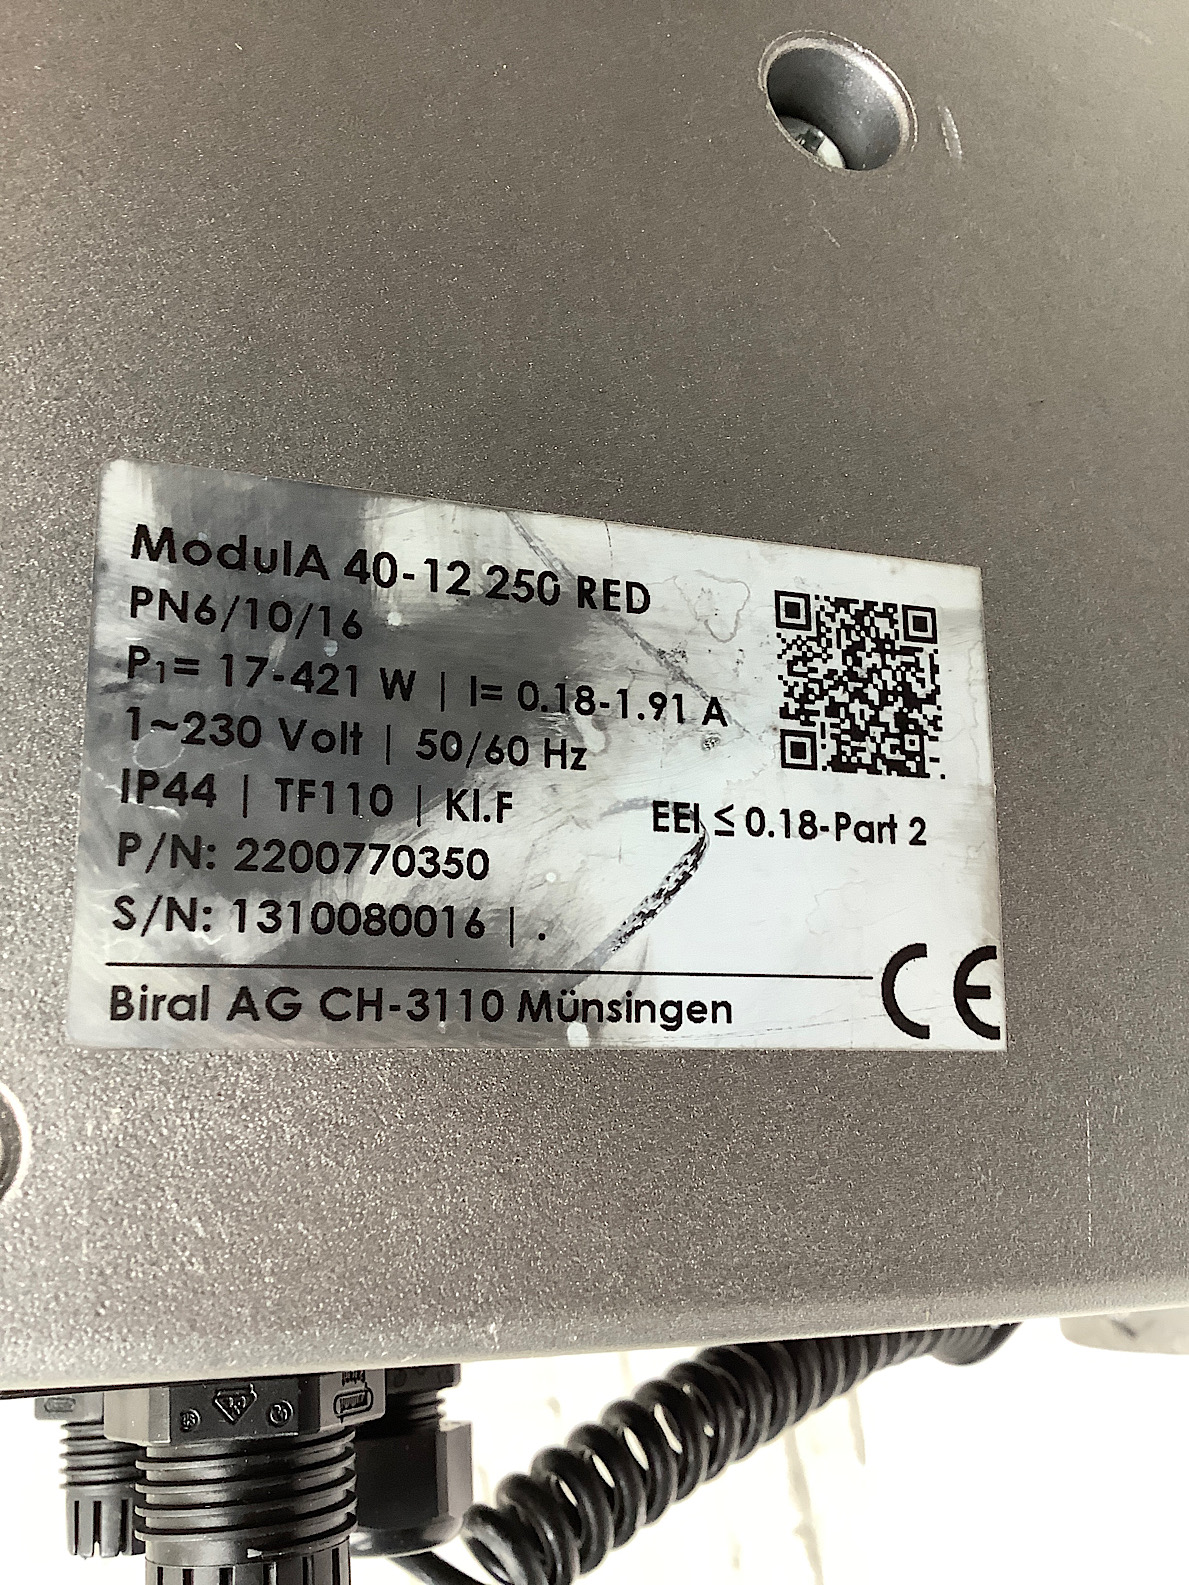 ModulA 40-12 250 RED
PN6/10/16
P1= 17-421 W | I= 0.18-1.91 A
1~230 Volt | 50/60 Hz
IP44 | TF110 | Kl.F
EEI ≤ 0.18-Part 2
P/N: 2200770350
S/N: 1310080016 | .
Biral AG CH-3110 Münsingen
CE